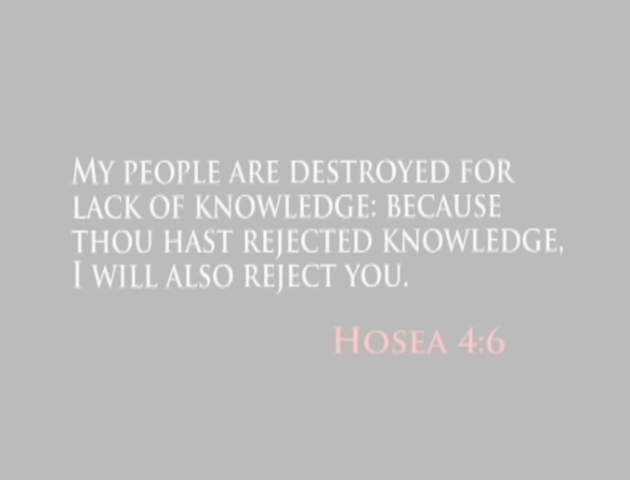 My people are destroyed for
lack of knowledge: because
thou hast rejected knowledge,
I will also reject you.
Hosea 4:6